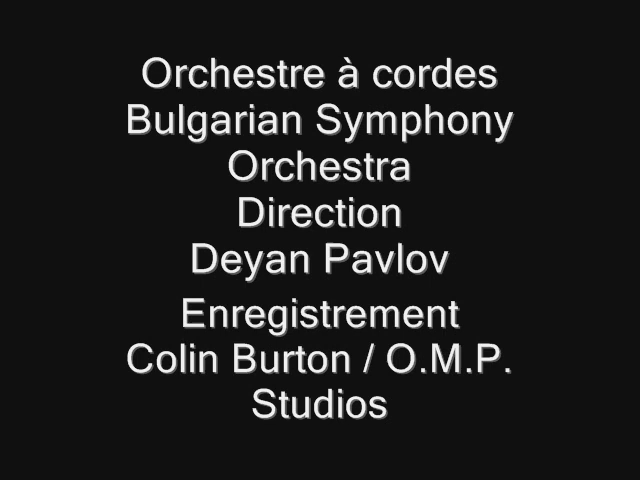 Orchestre à cordes
Bulgarian Symphony
Orchestra
Direction
Deyan Pavlov
Enregistrement
Colin Burton / O.M.P.
Studios